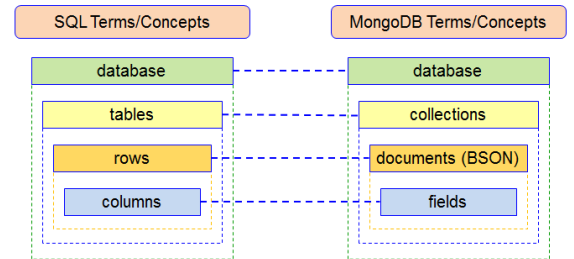 SQL Terms/Concepts
MongoDB Terms/Concepts
database
database
tables
collections
rows
documents (BSON)
columns
fields